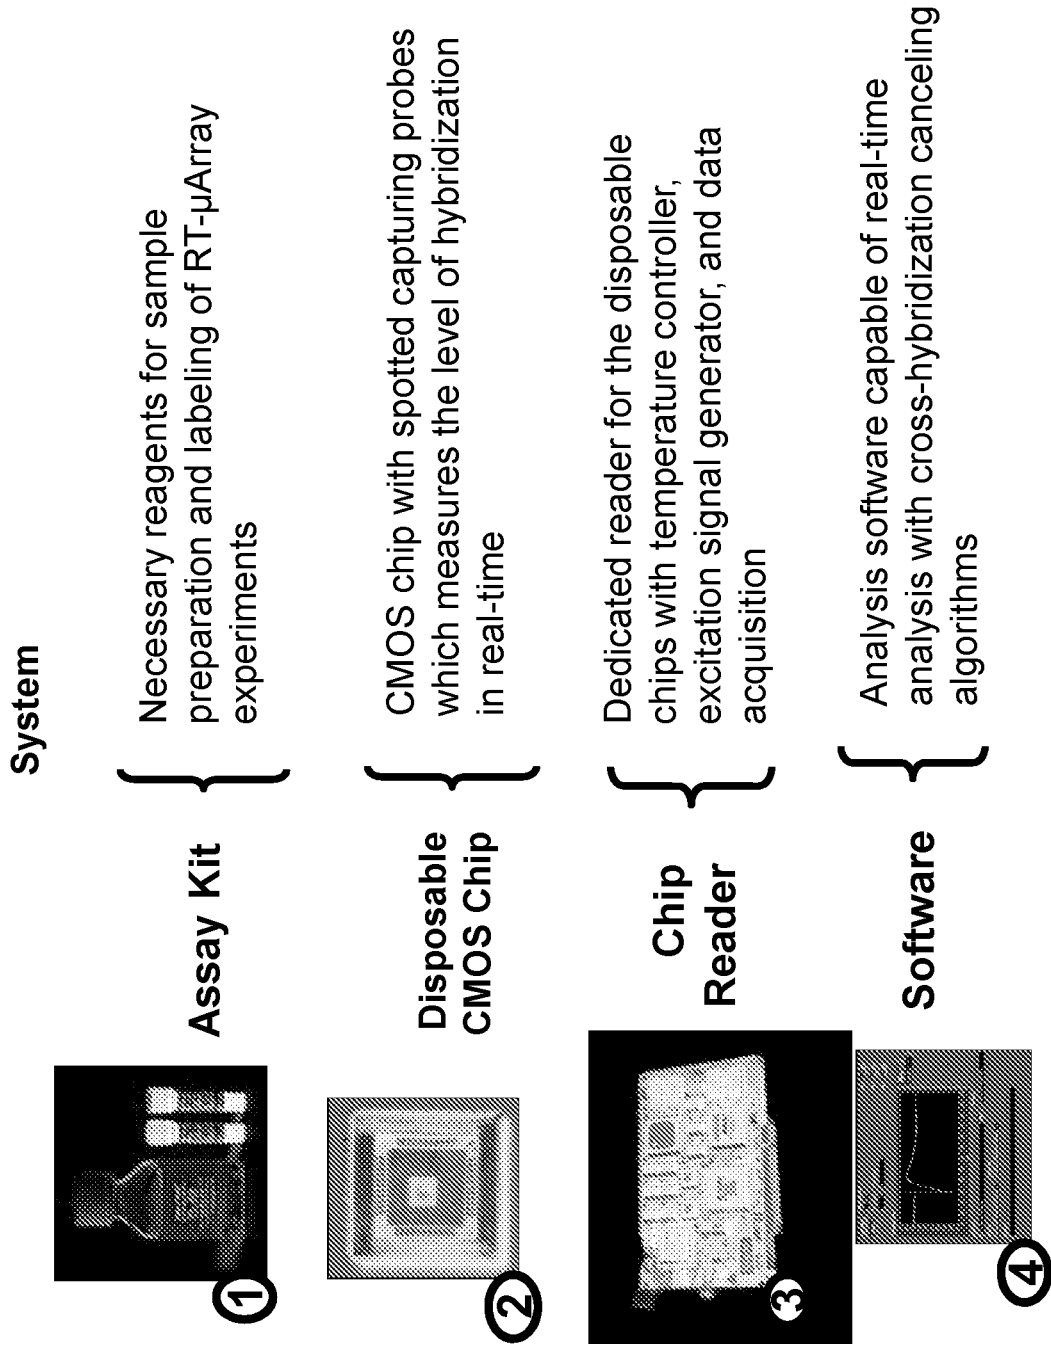 System
1
Assay Kit
Necessary reagents for sample
preparation and labeling of RT-μArray
experiments
2
Disposable
CMOS Chip
CMOS chip with spotted capturing probes
which measures the level of hybridization
in real-time
3
Chip
Reader
Dedicated reader for the disposable
chips with temperature controller,
excitation signal generator, and data
acquisition
4
Software
Analysis software capable of real-time
analysis with cross-hybridization canceling
algorithms